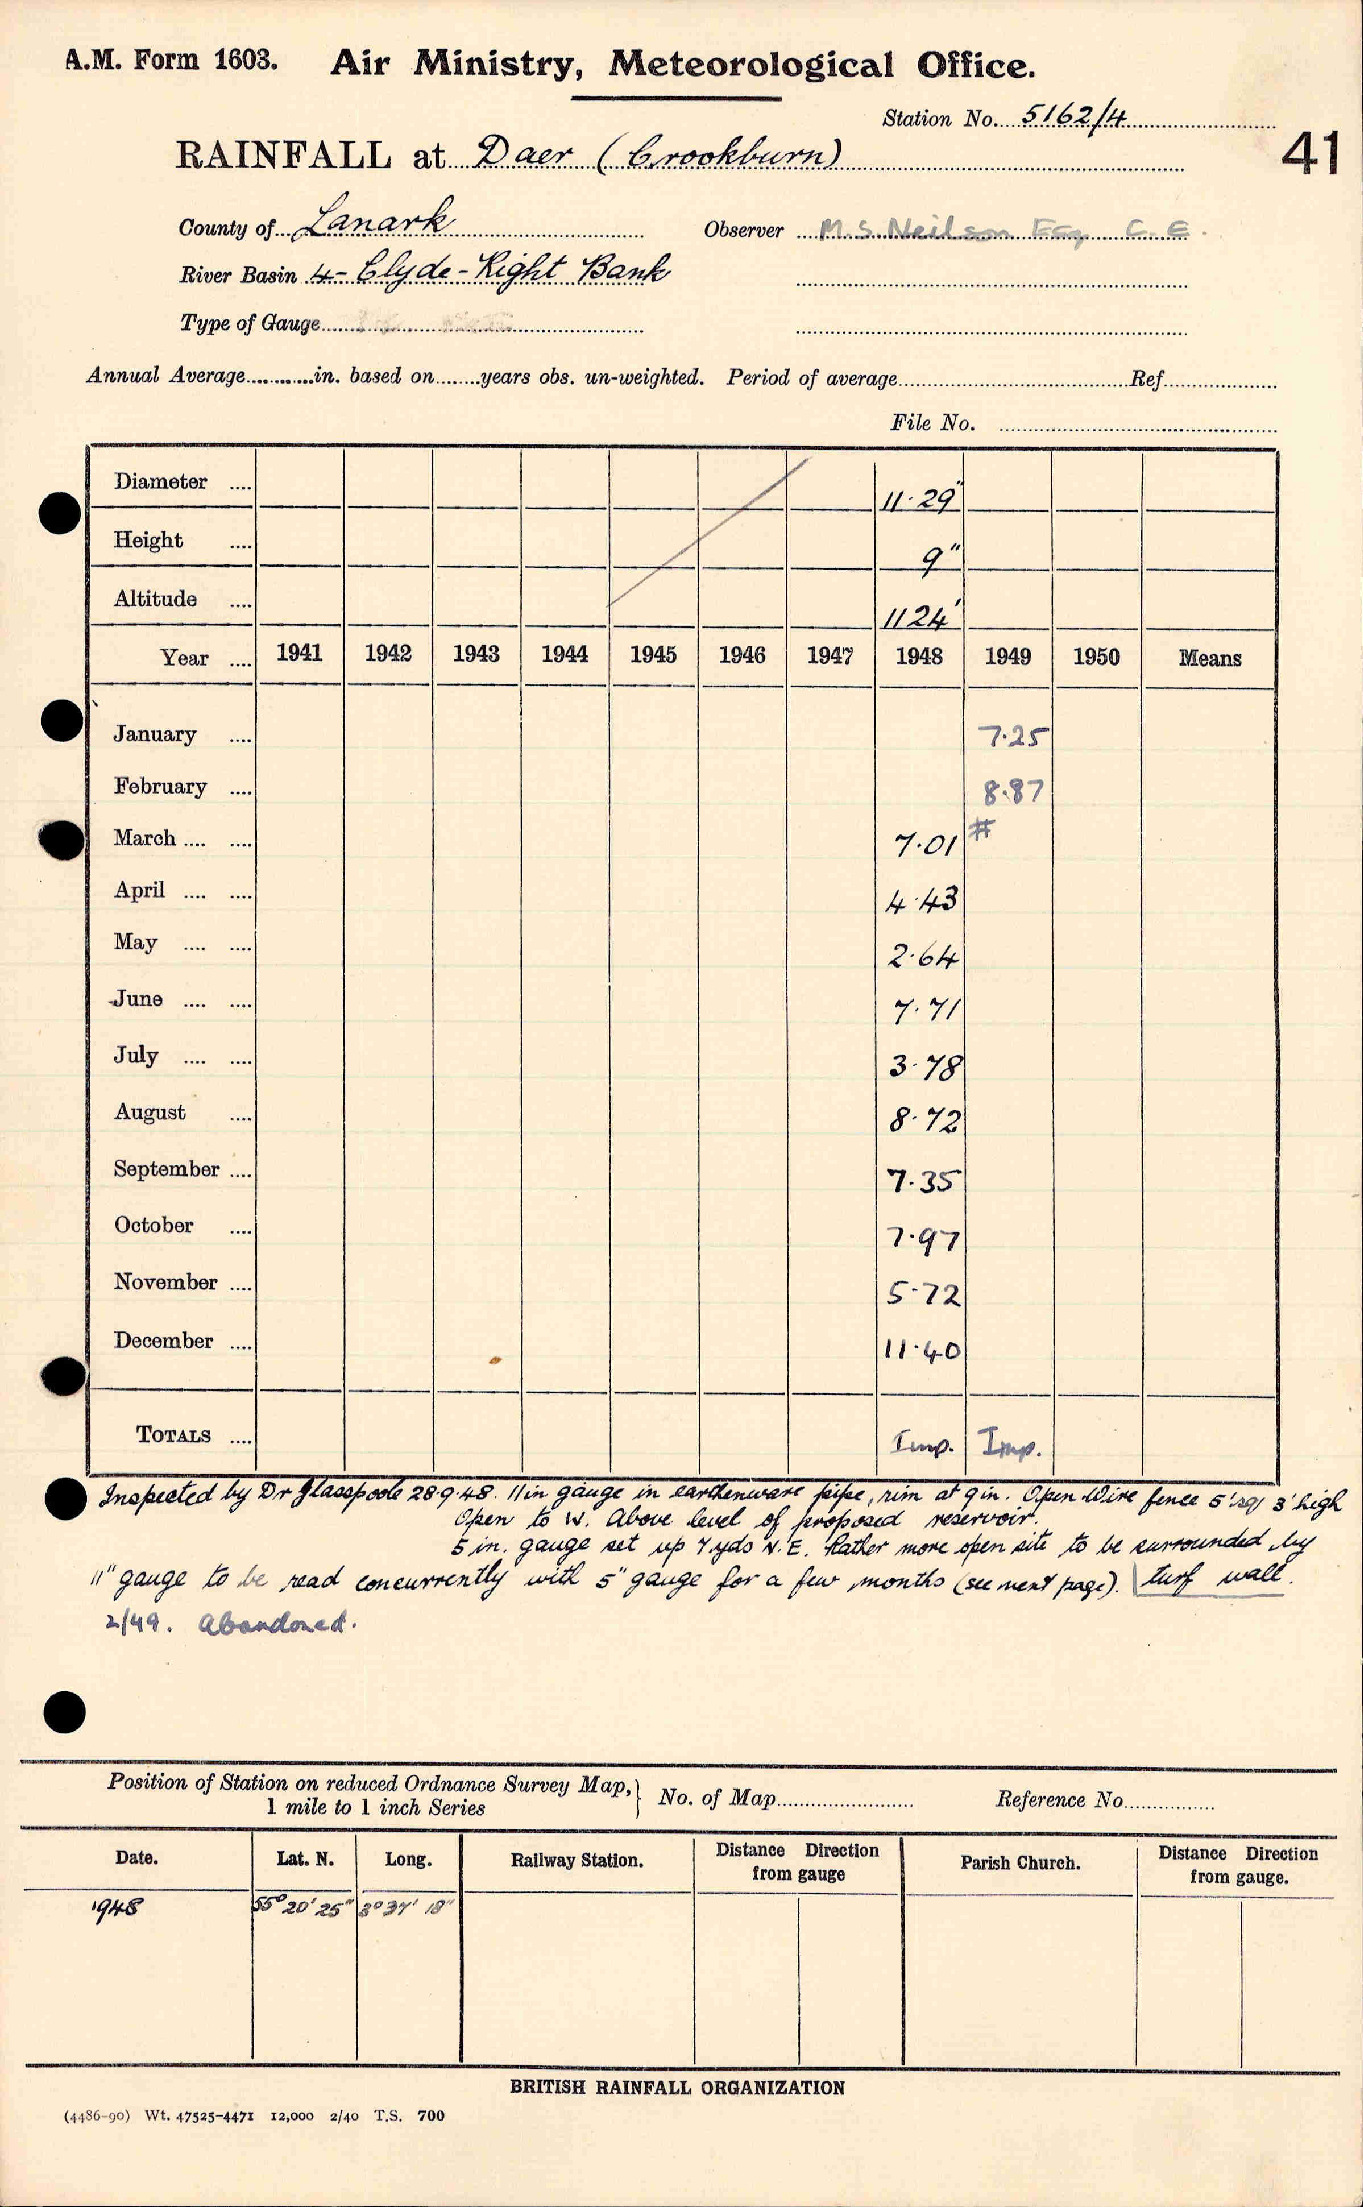 A.M. Form 1603. Air Ministry, Meteorological Office.
Station No. 5162/4
41
RAINFALL at Daer (Crookburn)
County of Lanark Observer M.S. Neilson Esq C.E.
River Basin 4 - Clyde - Right Bank
Type of Gauge
Annual Average............in. based on........years obs. un-weighted. Period of average Ref.
File No.
Diameter .... 11.29"
Height .... 9"
Altitude .... 1124'
Year .... 1941 1942 1943 1944 1945 1946 1947 1948 1949 1950 Means
January .... 7.25
February .... 8.87
March .... .... 7.01 #
April .... .... 4.43
May .... .... 2.64
June .... .... 7.71
July .... .... 3.78
August .... 8.72
September .... 7.35
October .... 7.97
November .... 5.72
December .... 11.40
TOTALS .... Imp. Imp.
Inspected by Dr Glasspoole 28.9.48. 11 in gauge in earthenware pipe, rim at 9 in. Open Wire fence 5' sq 3' high
Open to W. Above level of proposed reservoir.
5 in. gauge set up 7 yds N.E. Rather more open site to be surrounded by
11" gauge to be read concurrently with 5" gauge for a few months (see next page). turf wall.
2/49. Abandoned.
Position of Station on reduced Ordnance Survey Map, 1 mile to 1 inch Series } No. of Map Reference No.
Date. Lat. N. Long. Railway Station. Distance Direction from gauge Parish Church. Distance Direction from gauge.
1948 55° 20' 25" 3° 37' 18"
BRITISH RAINFALL ORGANIZATION
(4486-90) Wt. 47525-4471 12,000 2/40 T.S. 700